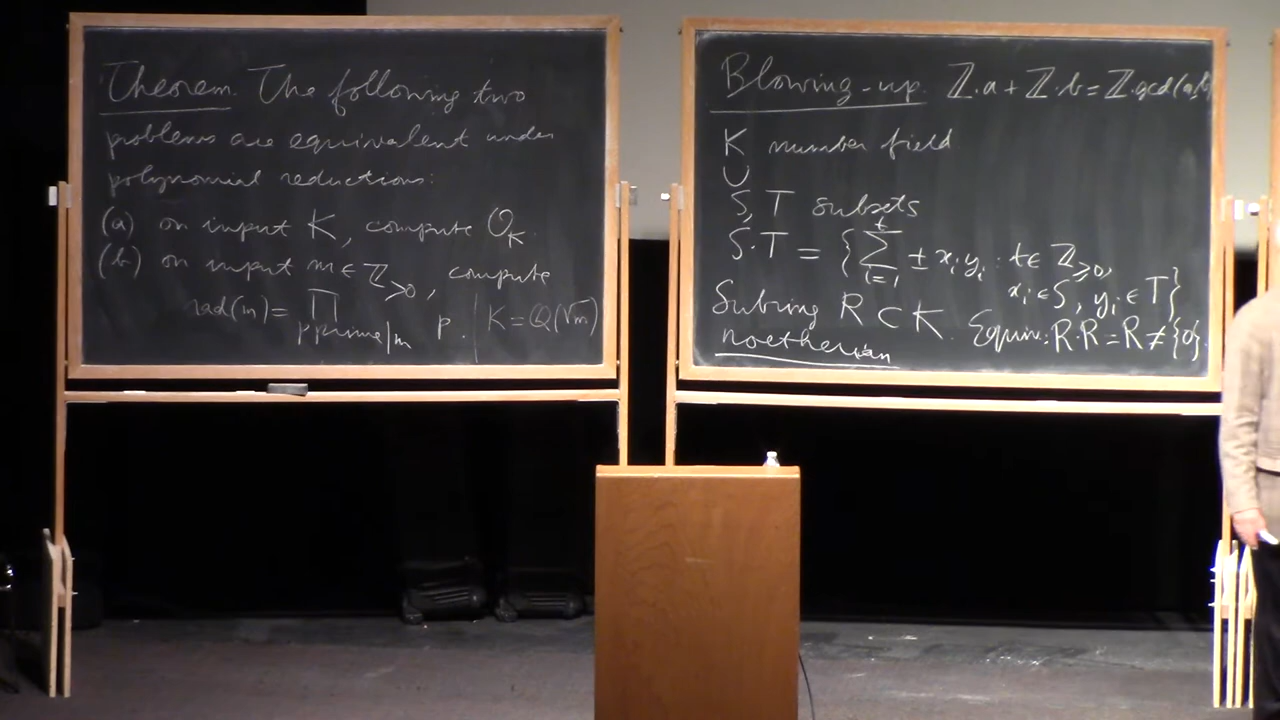 Theorem. The following two
problems are equivalent under
polynomial reductions:
(a) on input K, compute O_K.
(b) on input m ∈ ℤ_{>0}, compute
rad(m) = ∏_{p prime | m} p. | K = Q(√m)
Blowing-up. ℤ·a + ℤ·b = ℤ·gcd(a,b)
K number field
∪
S, T subsets
S·T = { ∑_{i=1}^{t} ± x_i y_i : t ∈ ℤ_{≥0},
x_i ∈ S, y_i ∈ T }
Subring R ⊂ K. Equiv: R·R = R ≠ {0}.
noetherian